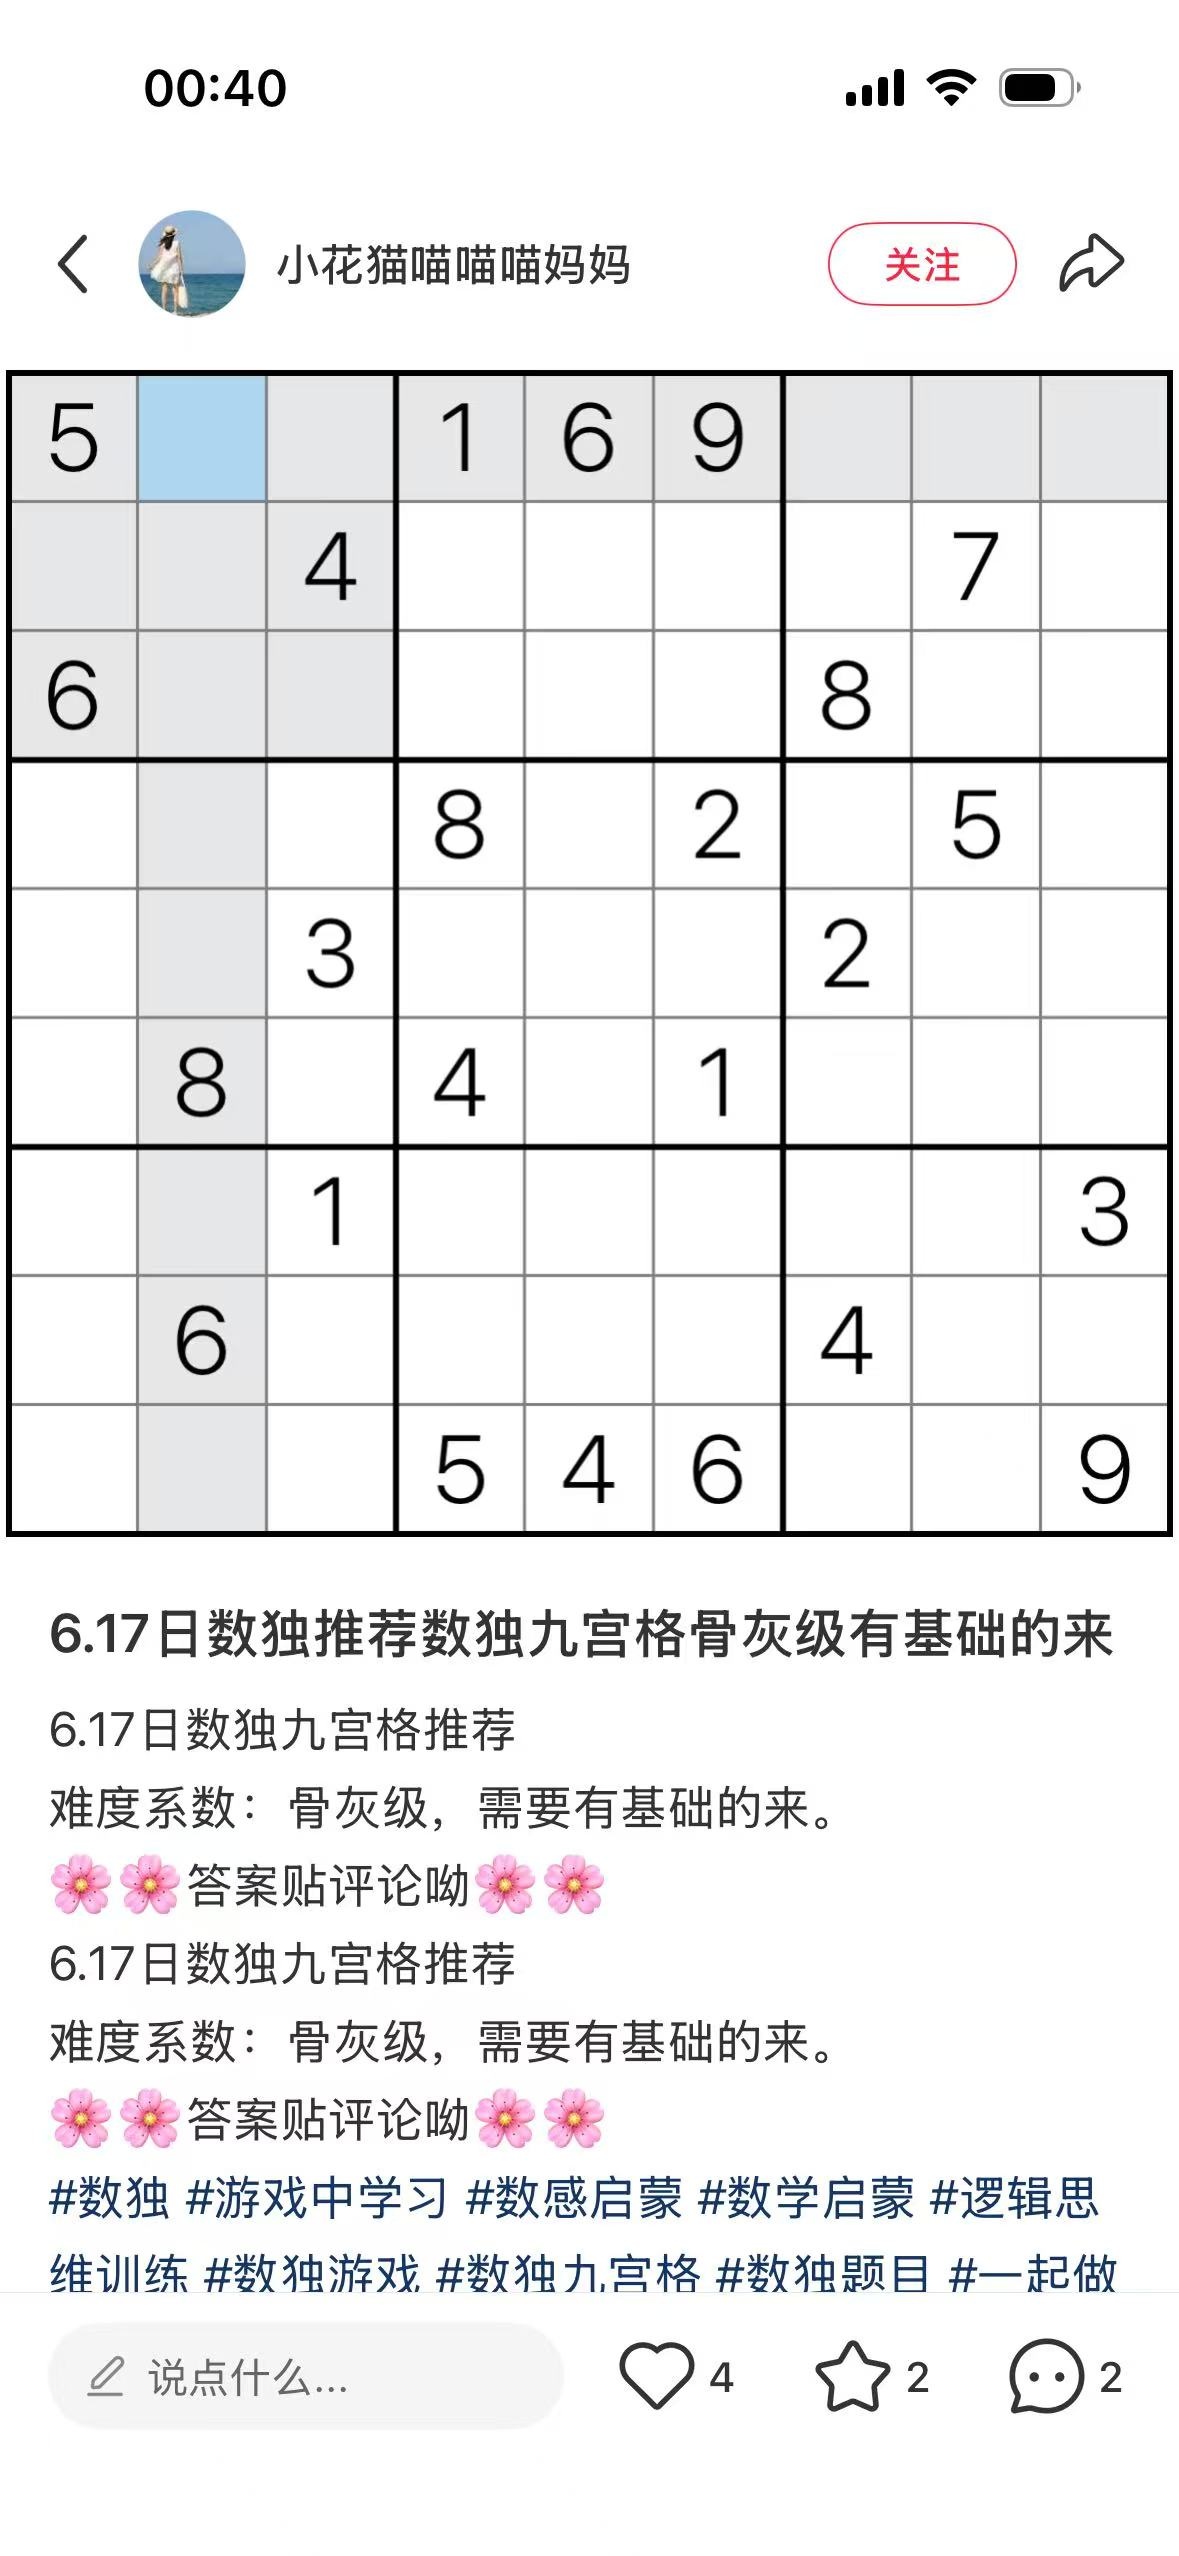 00:40
小花猫喵喵喵妈妈
关注
5 1 6 9
4 7
6 8
8 2 5
3 2
8 4 1
1 3
6 4
5 4 6 9
6.17日数独推荐数独九宫格骨灰级有基础的来
6.17日数独九宫格推荐
难度系数：骨灰级，需要有基础的来。
🌸🌸答案贴评论呦🌸🌸
6.17日数独九宫格推荐
难度系数：骨灰级，需要有基础的来。
🌸🌸答案贴评论呦🌸🌸
#数独 #游戏中学习 #数感启蒙 #数学启蒙 #逻辑思
维训练 #数独游戏 #数独九宫格 #数独题目 #一起做
说点什么...
4
2
2